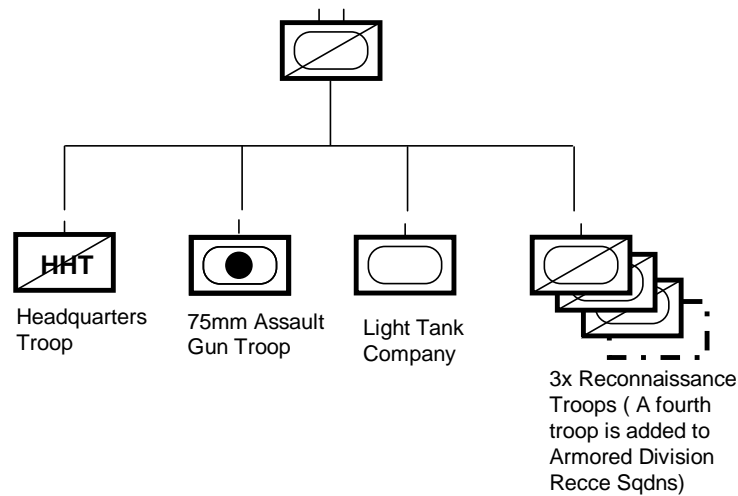 HHT
Headquarters
Troop
75mm Assault
Gun Troop
Light Tank
Company
3x Reconnaissance
Troops ( A fourth
troop is added to
Armored Division
Recce Sqdns)